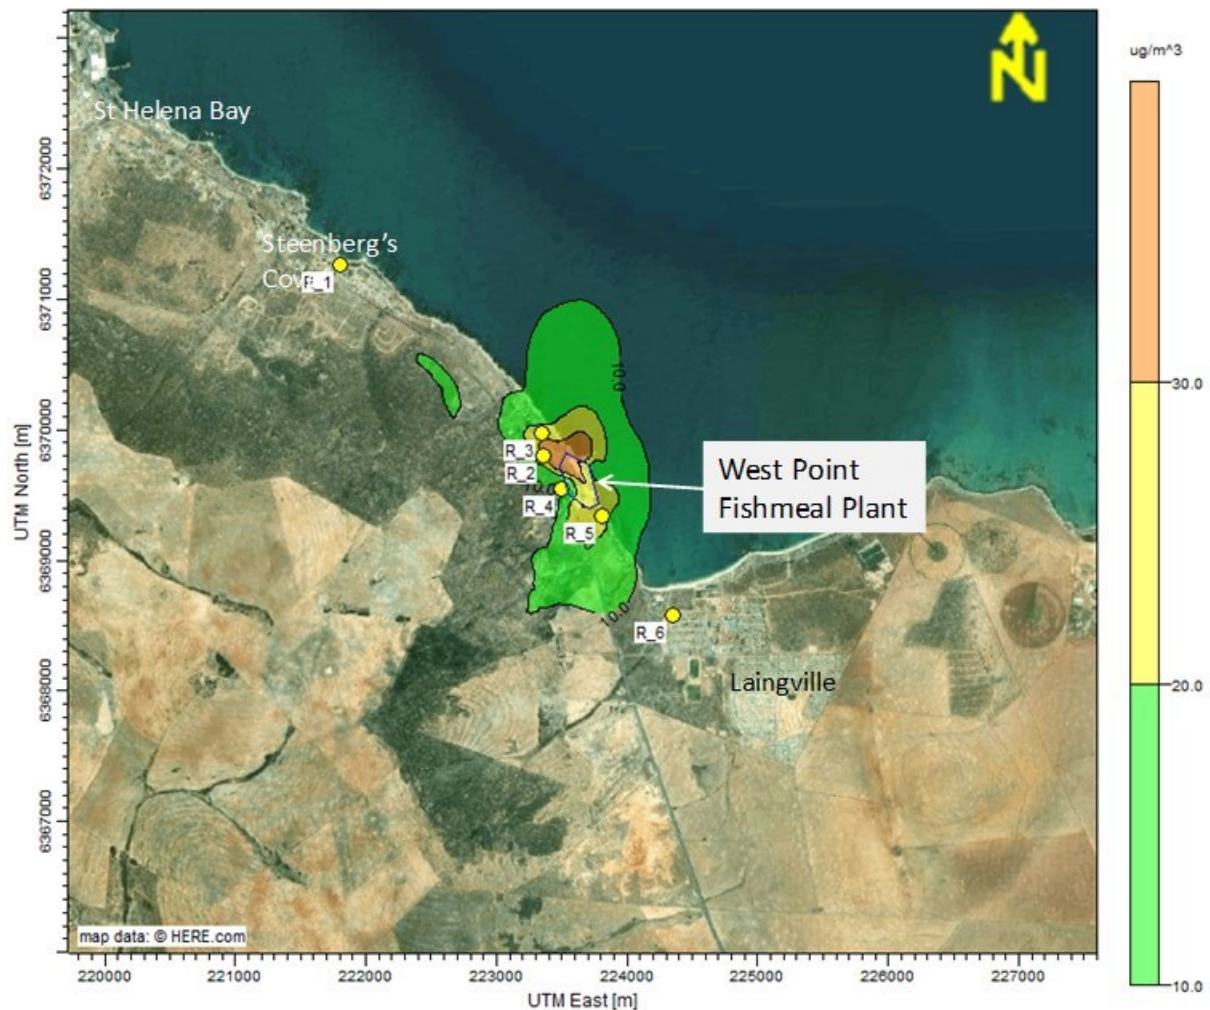 ug/m^3
N
St Helena Bay
Steenberg's
Cov
R_1
10.0
R_3
R_2
R_4
R_5
10.0
R_6
West Point
Fishmeal Plant
Laingville
map data: © HERE.com
UTM North [m]
6372000
6371000
6370000
6369000
6368000
6367000
220000 221000 222000 223000 224000 225000 226000 227000
UTM East [m]
30.0
20.0
10.0